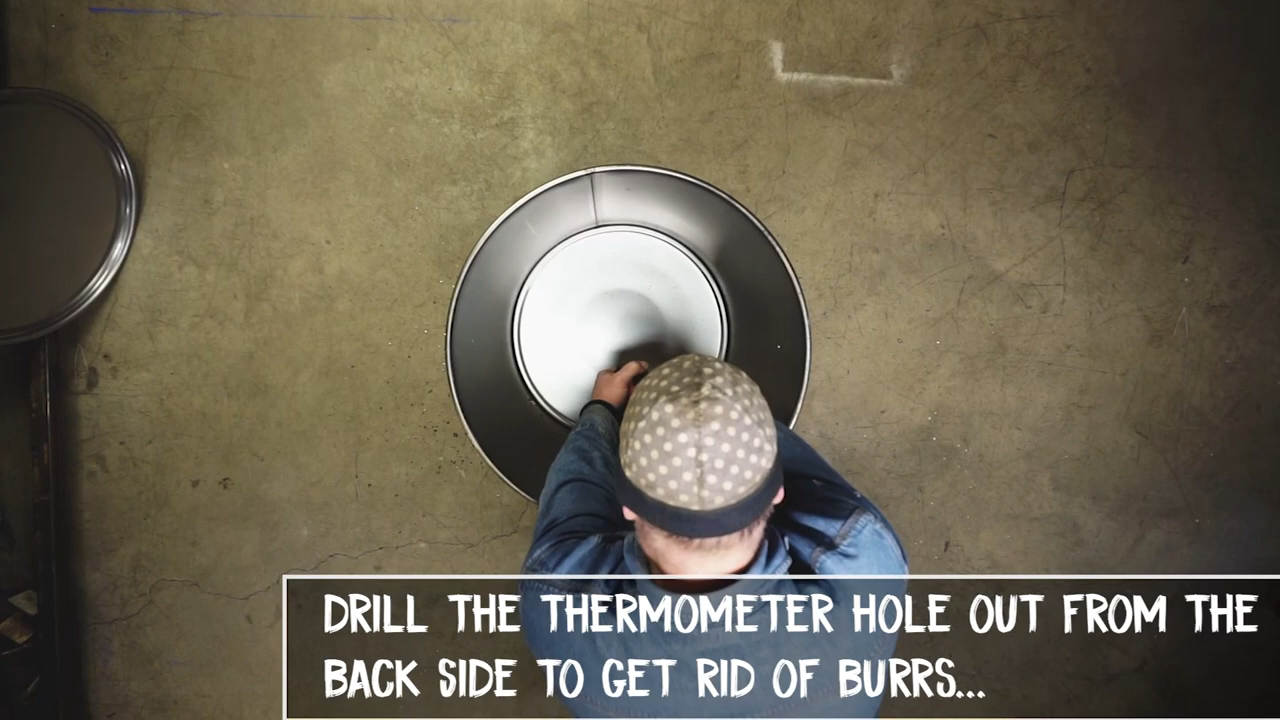 DRILL THE THERMOMETER HOLE OUT FROM THE
BACK SIDE TO GET RID OF BURRS...